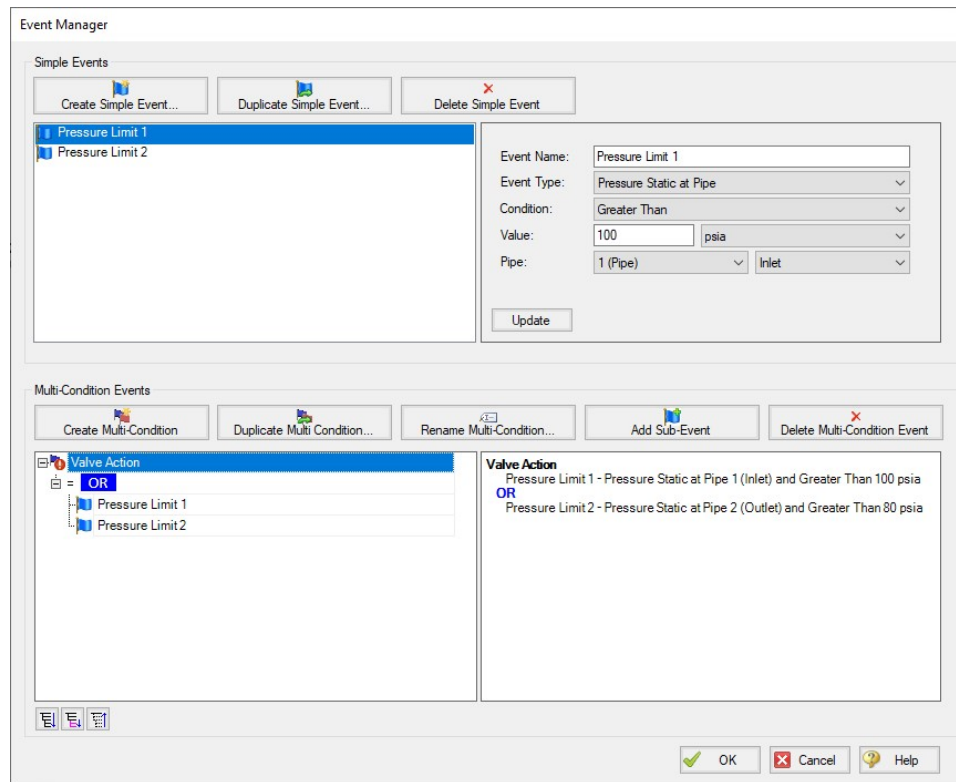 Event Manager
Simple Events
Create Simple Event...
Duplicate Simple Event...
Delete Simple Event
Pressure Limit 1
Pressure Limit 2
Event Name: Pressure Limit 1
Event Type: Pressure Static at Pipe
Condition: Greater Than
Value: 100 psia
Pipe: 1 (Pipe) Inlet
Update
Multi-Condition Events
Create Multi-Condition
Duplicate Multi Condition...
Rename Multi-Condition...
Add Sub-Event
Delete Multi-Condition Event
Valve Action
= OR
Pressure Limit 1
Pressure Limit 2
Valve Action
Pressure Limit 1 - Pressure Static at Pipe 1 (Inlet) and Greater Than 100 psia
OR
Pressure Limit 2 - Pressure Static at Pipe 2 (Outlet) and Greater Than 80 psia
OK
Cancel
Help